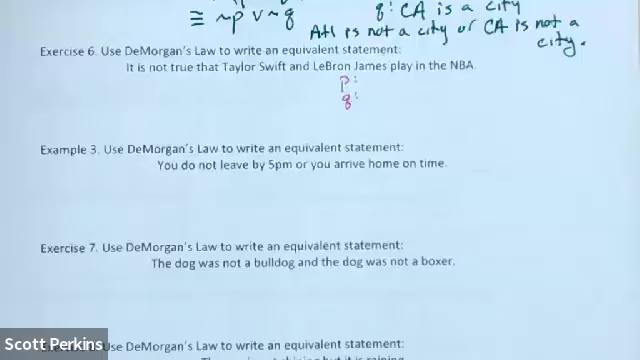 ≅ ~p ∨ ~q
q: CA is a city
Atl is not a city or CA is not a
city.
Exercise 6. Use DeMorgan's Law to write an equivalent statement:
It is not true that Taylor Swift and LeBron James play in the NBA.
p:
q:
Example 3. Use DeMorgan's Law to write an equivalent statement:
You do not leave by 5pm or you arrive home on time.
Exercise 7. Use DeMorgan's Law to write an equivalent statement:
The dog was not a bulldog and the dog was not a boxer.
Use DeMorgan's Law to write an equivalent statement:
but it is raining
Scott Perkins